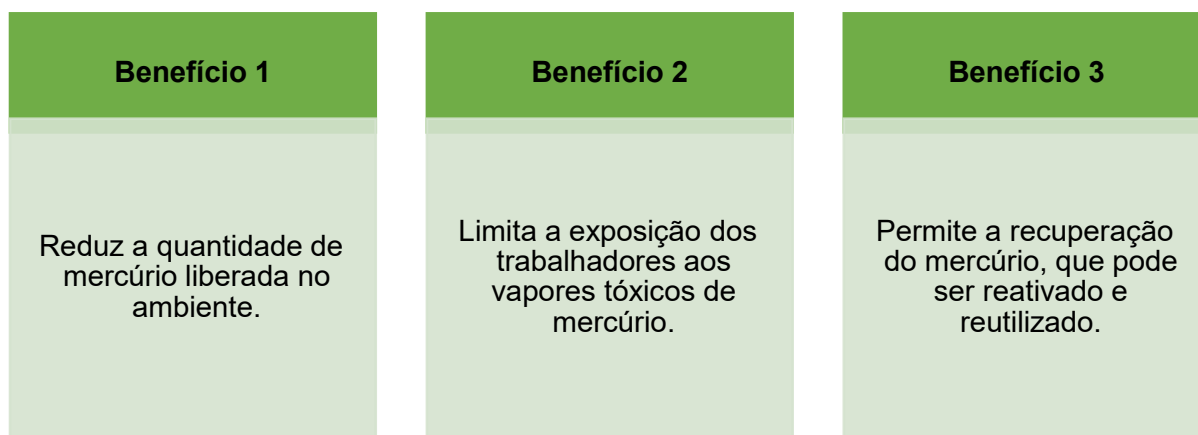 Benefício 1
Reduz a quantidade de
mercúrio liberada no
ambiente.
Benefício 2
Limita a exposição dos
trabalhadores aos
vapores tóxicos de
mercúrio.
Benefício 3
Permite a recuperação
do mercúrio, que pode
ser reativado e
reutilizado.